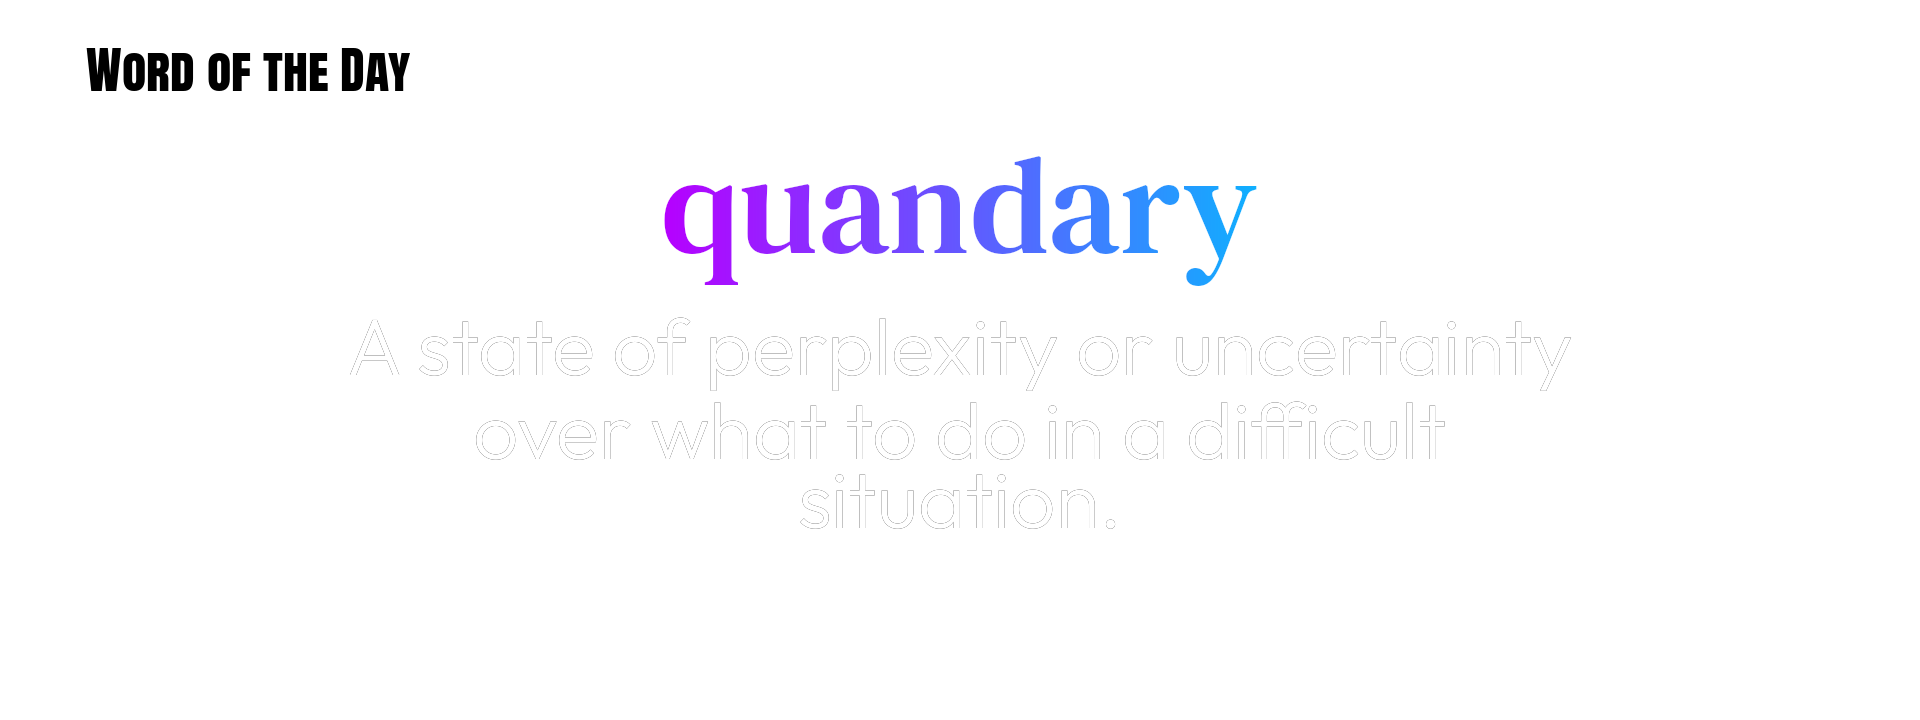 Word of the Day
quandary
A state of perplexity or uncertainty
over what to do in a difficult
situation.